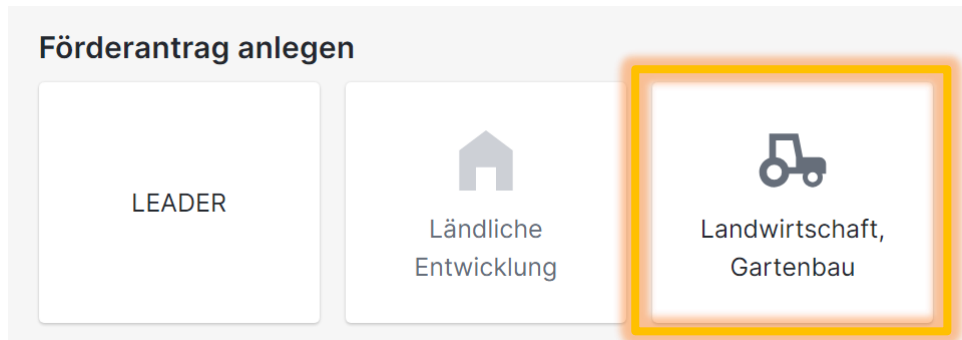 Förderantrag anlegen
LEADER
Ländliche
Entwicklung
Landwirtschaft,
Gartenbau